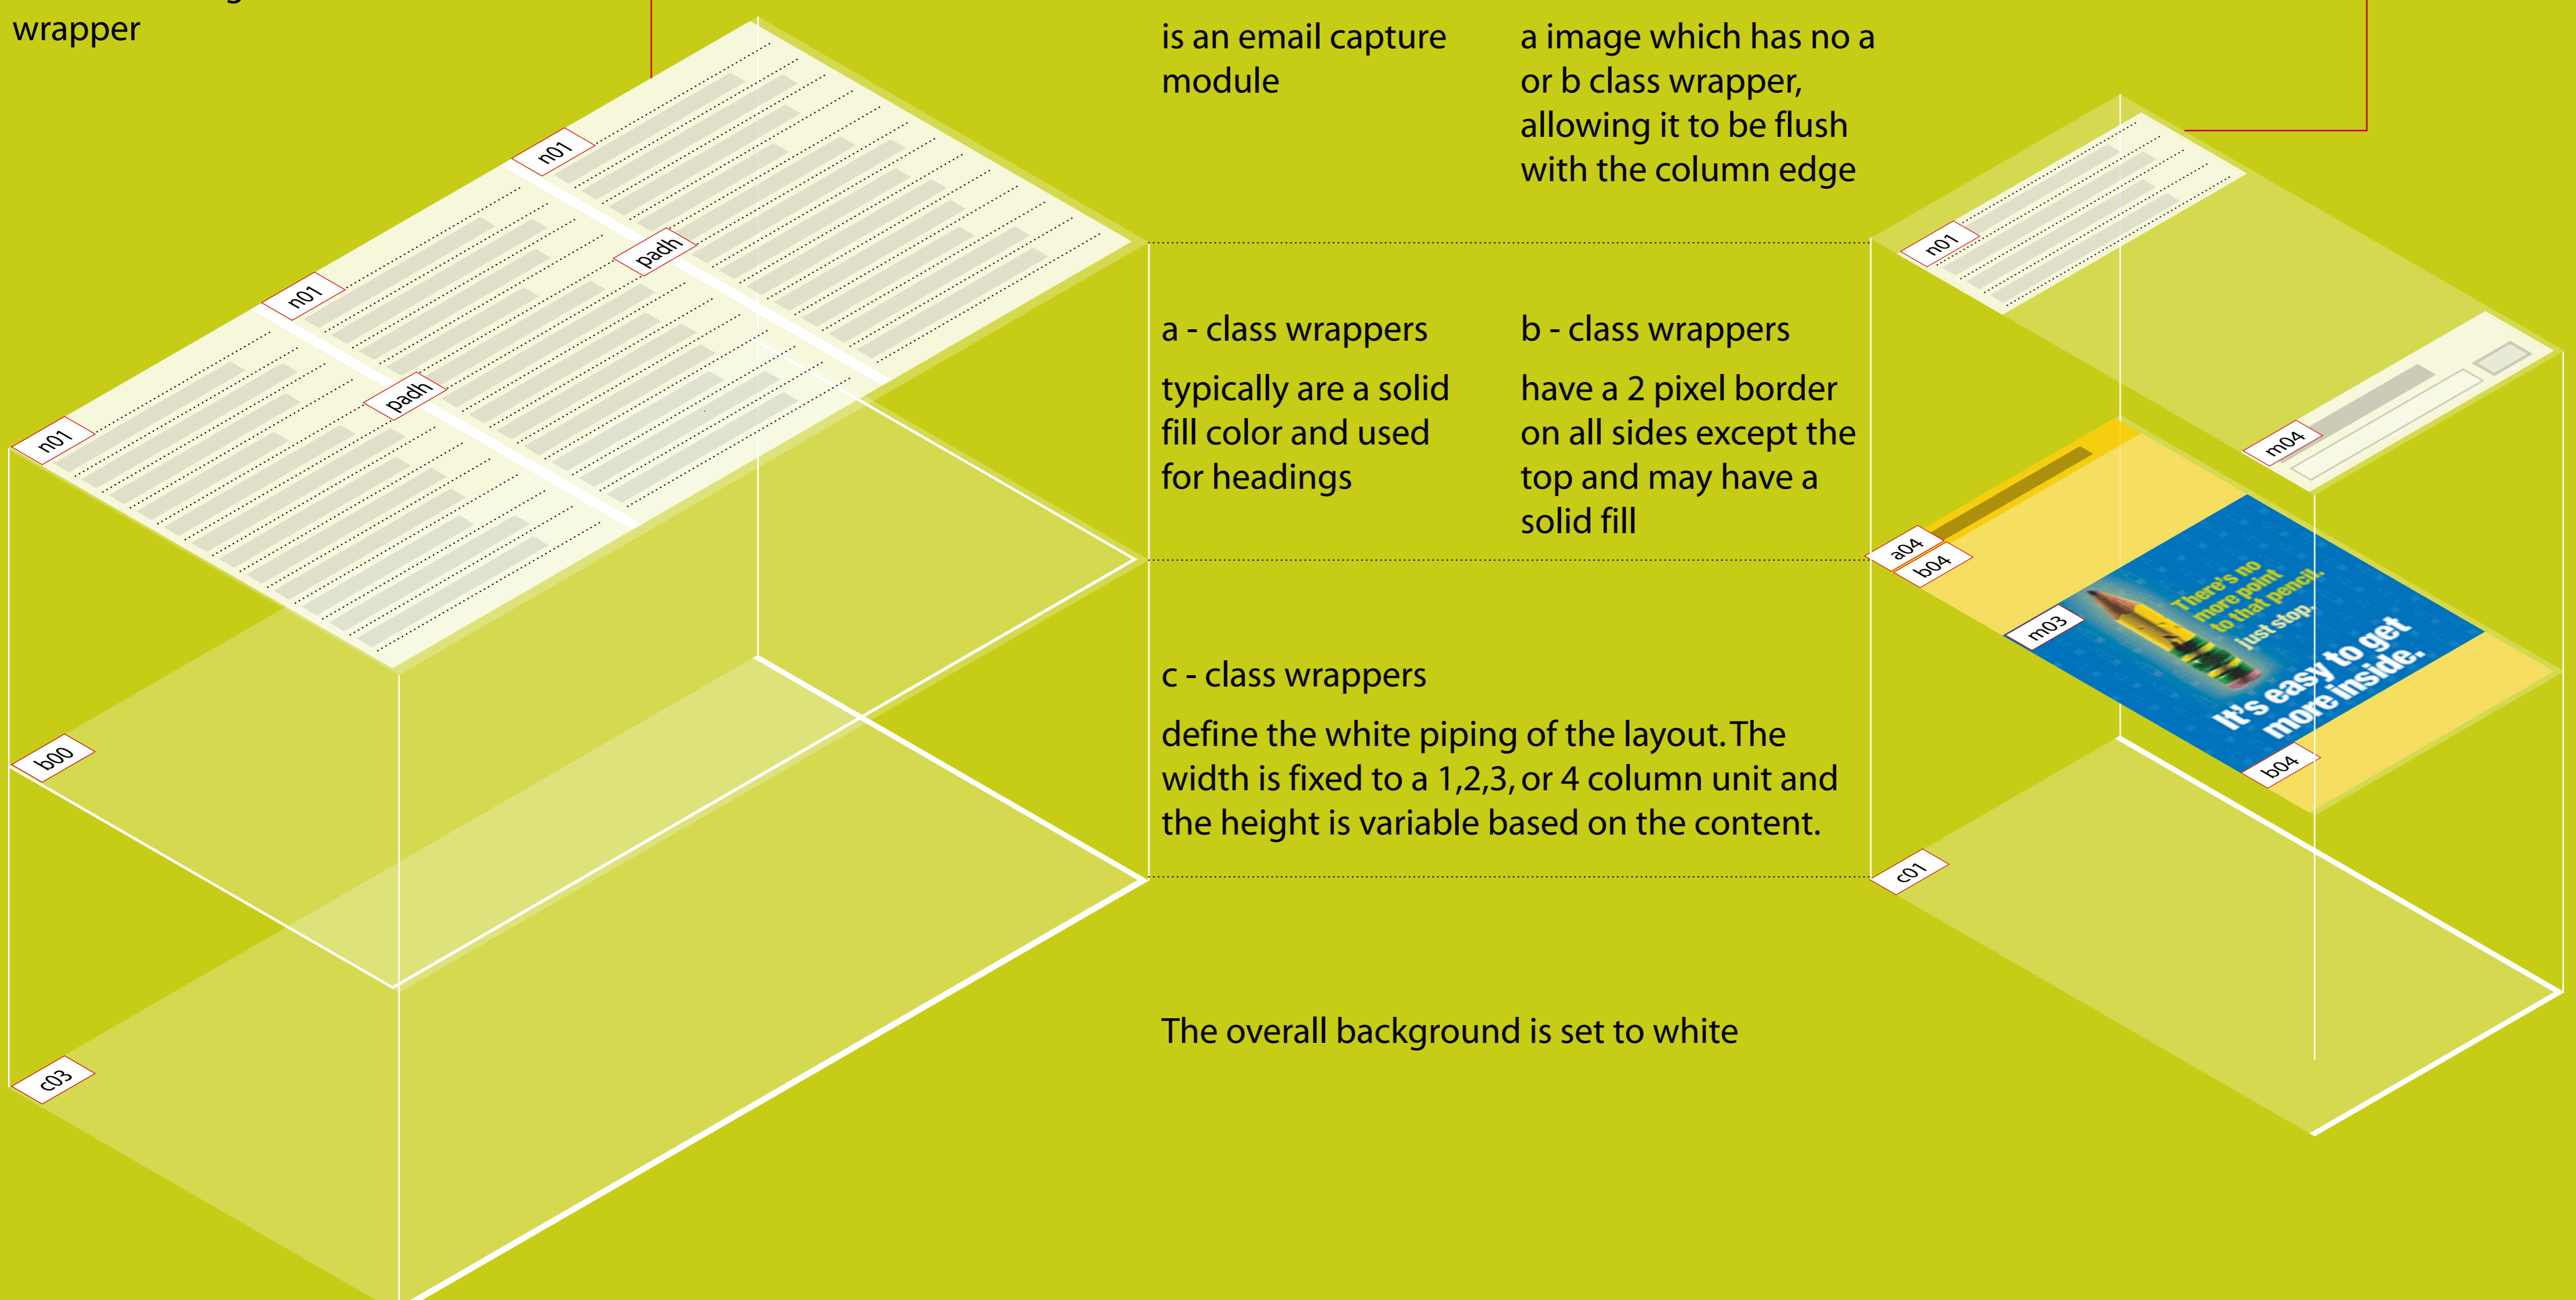 wrapper
is an email capture
module
a image which has no a
or b class wrapper,
allowing it to be flush
with the column edge
n01
n01
n01
padh
padh
b00
c03
a - class wrappers
typically are a solid
fill color and used
for headings
b - class wrappers
have a 2 pixel border
on all sides except the
top and may have a
solid fill
c - class wrappers
define the white piping of the layout. The
width is fixed to a 1,2,3, or 4 column unit and
the height is variable based on the content.
The overall background is set to white
n01
m04
a04
b04
m03
There's no
more point
to that pencil.
just stop.
It's easy to get
more inside.
b04
c01